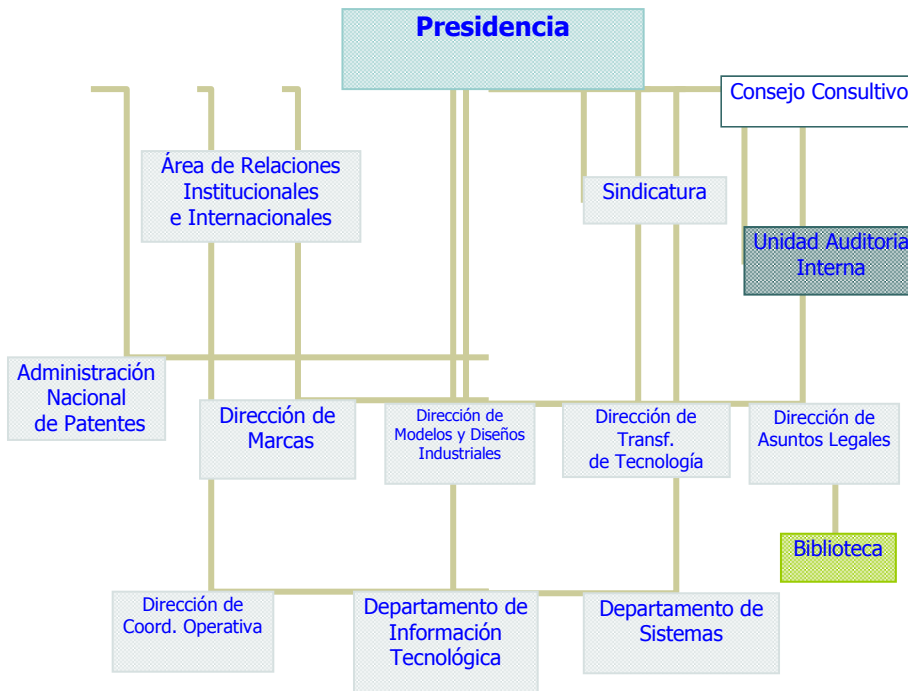 Presidencia
Consejo Consultivo
Área de Relaciones
Institucionales
e Internacionales
Sindicatura
Unidad Auditoria
Interna
Administración
Nacional
de Patentes
Dirección de
Marcas
Dirección de
Modelos y Diseños
Industriales
Dirección de
Transf.
de Tecnología
Dirección de
Asuntos Legales
Biblioteca
Dirección de
Coord. Operativa
Departamento de
Información
Tecnológica
Departamento de
Sistemas